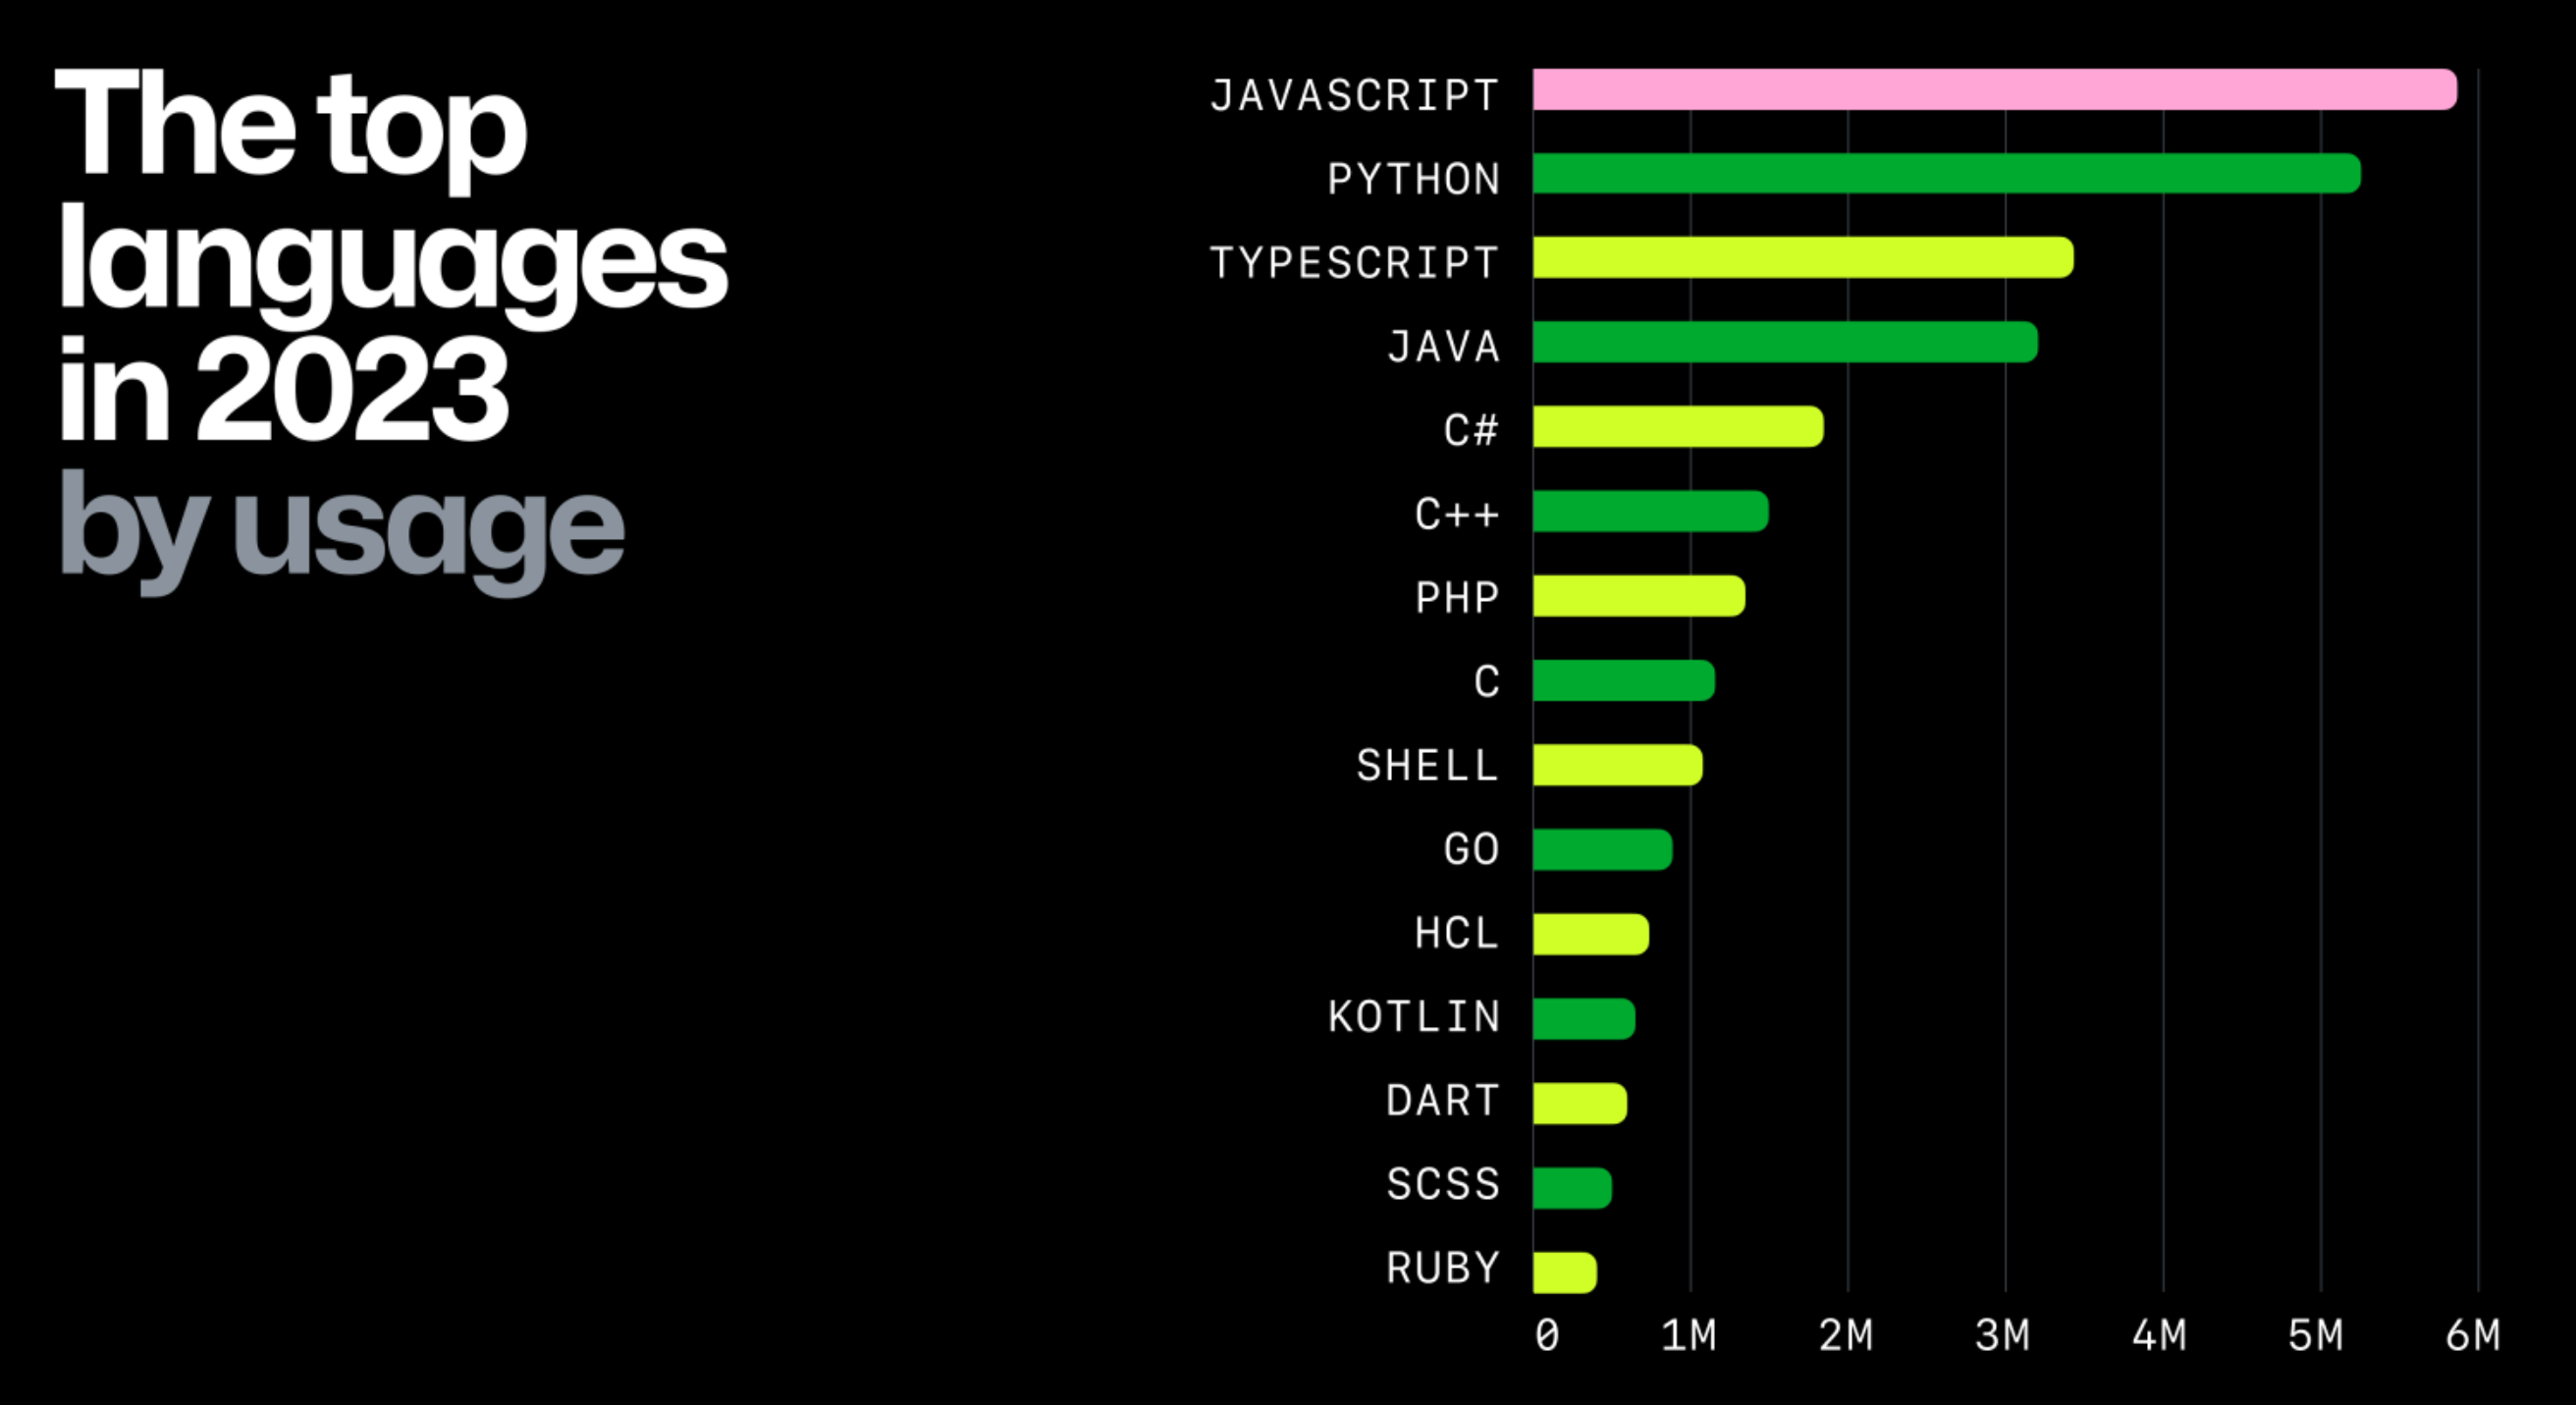 The top
languages
in 2023
by usage
JAVASCRIPT
PYTHON
TYPESCRIPT
JAVA
C#
C++
PHP
C
SHELL
GO
HCL
KOTLIN
DART
SCSS
RUBY
0 1M 2M 3M 4M 5M 6M